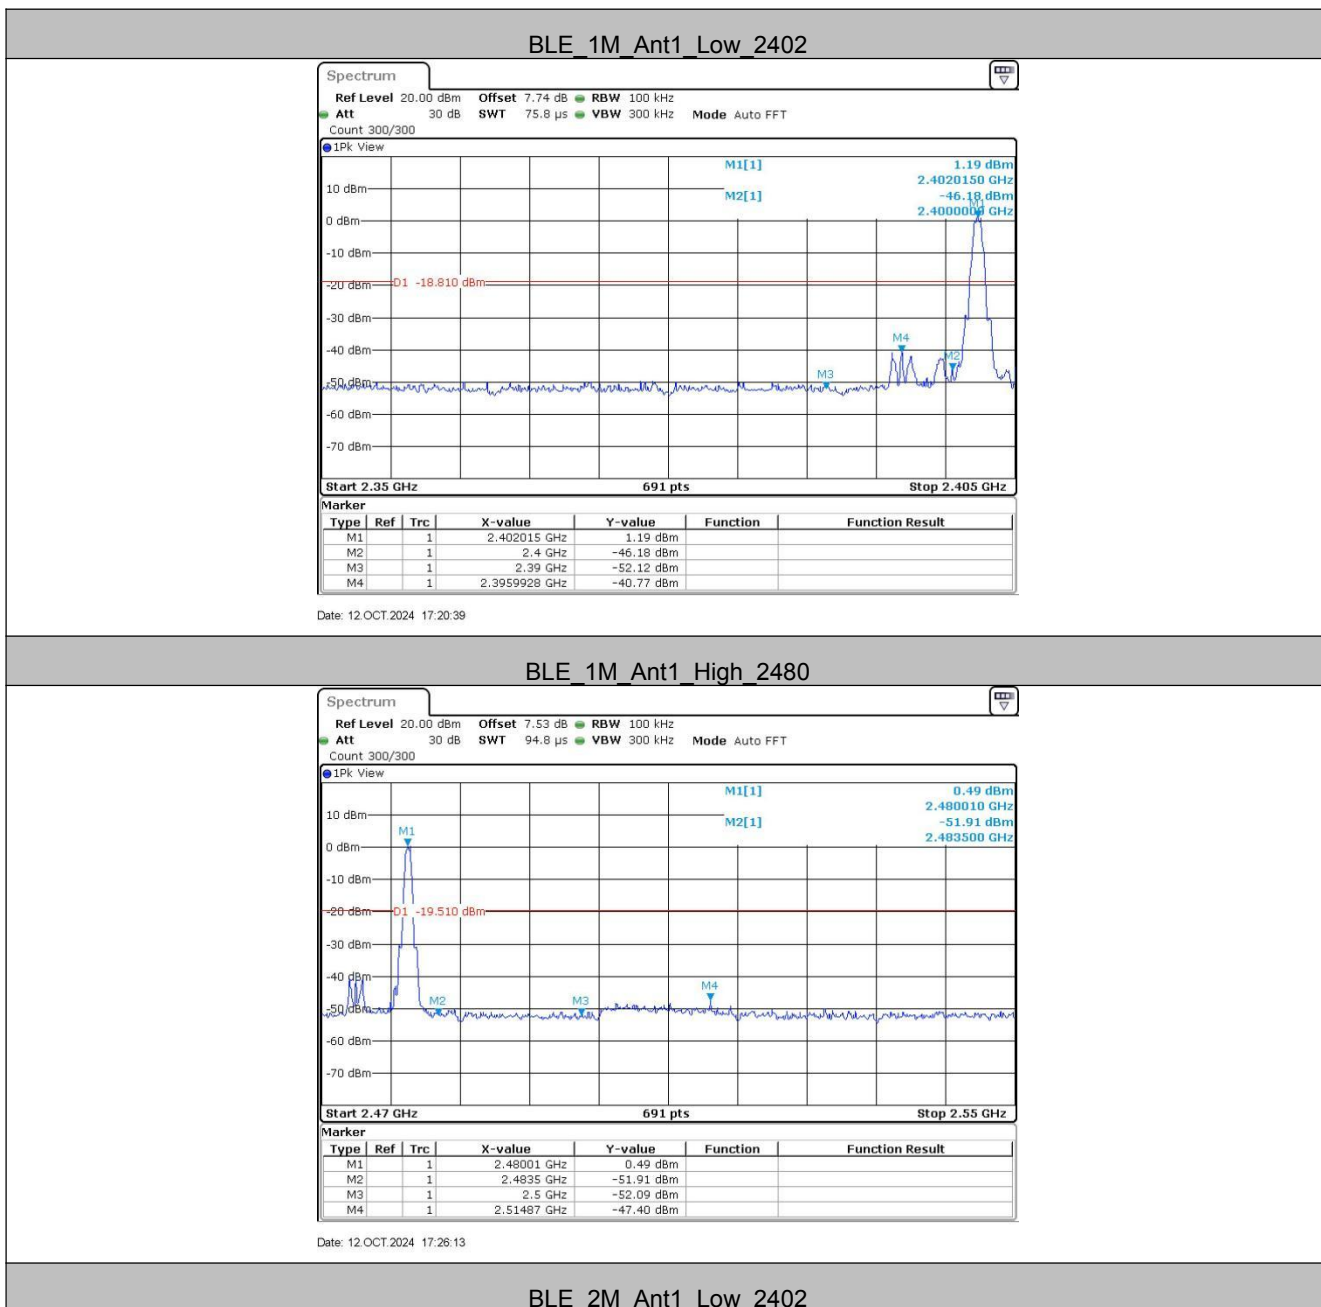 BLE_1M_Ant1_Low_2402
Spectrum
Ref Level 20.00 dBm Offset 7.74 dB RBW 100 kHz
Att 30 dB SWT 75.8 µs VBW 300 kHz Mode Auto FFT
Count 300/300
1Pk View
M1[1] 1.19 dBm
2.4020150 GHz
M2[1] -46.18 dBm
2.4000000 GHz
M1
10 dBm
0 dBm
-10 dBm
-20 dBm D1 -18.810 dBm
-30 dBm
M4
-40 dBm
M2
M3
-50 dBm
-60 dBm
-70 dBm
Start 2.35 GHz 691 pts Stop 2.405 GHz
Marker
Type Ref Trc X-value Y-value Function Function Result
M1 1 2.402015 GHz 1.19 dBm
M2 1 2.4 GHz -46.18 dBm
M3 1 2.39 GHz -52.12 dBm
M4 1 2.3959928 GHz -40.77 dBm
Date: 12.OCT.2024 17:20:39
BLE_1M_Ant1_High_2480
Spectrum
Ref Level 20.00 dBm Offset 7.53 dB RBW 100 kHz
Att 30 dB SWT 94.8 µs VBW 300 kHz Mode Auto FFT
Count 300/300
1Pk View
M1[1] 0.49 dBm
2.480010 GHz
M2[1] -51.91 dBm
2.483500 GHz
10 dBm
M1
0 dBm
-10 dBm
-20 dBm D1 -19.510 dBm
-30 dBm
-40 dBm
M4
M2 M3
-50 dBm
-60 dBm
-70 dBm
Start 2.47 GHz 691 pts Stop 2.55 GHz
Marker
Type Ref Trc X-value Y-value Function Function Result
M1 1 2.48001 GHz 0.49 dBm
M2 1 2.4835 GHz -51.91 dBm
M3 1 2.5 GHz -52.09 dBm
M4 1 2.51487 GHz -47.40 dBm
Date: 12.OCT.2024 17:26:13
BLE_2M_Ant1_Low_2402